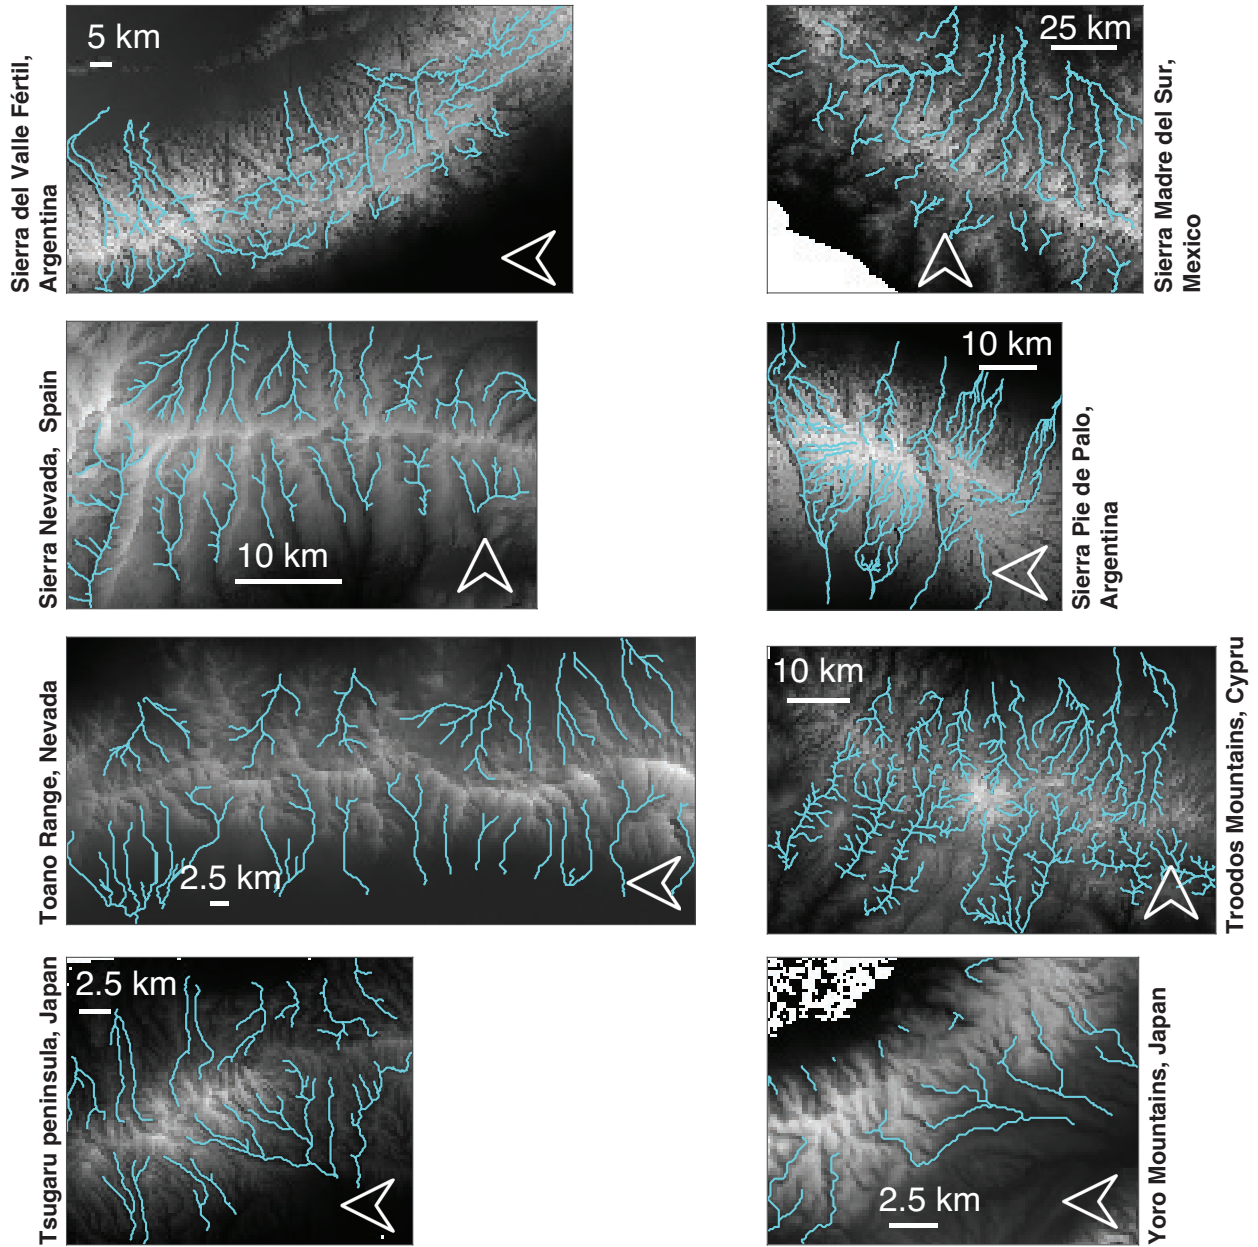 Sierra del Valle Fértil,
Argentina
5 km
25 km
Sierra Madre del Sur,
Mexico
Sierra Nevada, Spain
10 km
10 km
Sierra Pie de Palo,
Argentina
Toano Range, Nevada
2.5 km
10 km
Troodos Mountains, Cypru
Tsugaru peninsula, Japan
2.5 km
2.5 km
Yoro Mountains, Japan